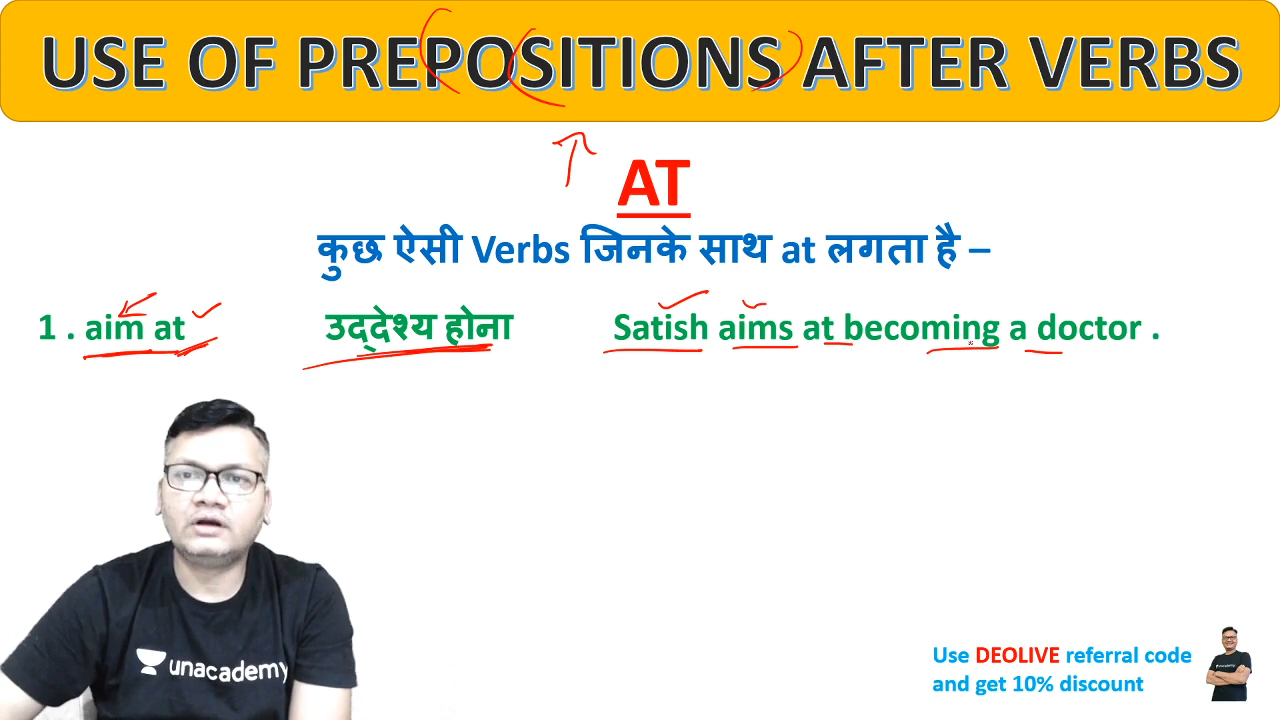 USE OF PREPOSITIONS AFTER VERBS
AT
कुछ ऐसी Verbs जिनके साथ at लगता है –
1 . aim at उद्देश्य होना Satish aims at becoming a doctor .
unacademy
Use DEOLIVE referral code
and get 10% discount
unacademy